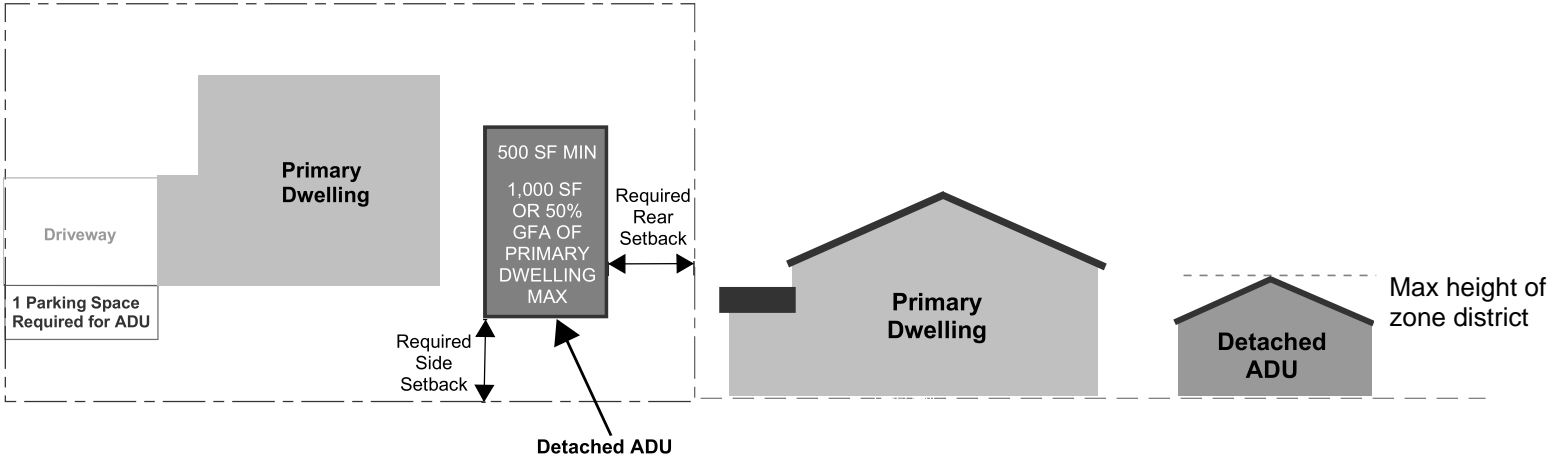 Primary
Dwelling
Driveway
1 Parking Space
Required for ADU
500 SF MIN
1,000 SF
OR 50%
GFA OF
PRIMARY
DWELLING
MAX
Required
Rear
Setback
Required
Side
Setback
Detached ADU
Primary
Dwelling
Detached
ADU
Max height of
zone district